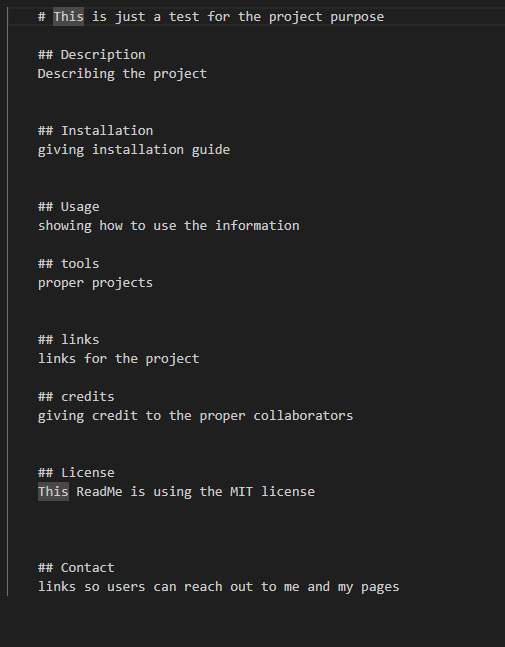 # This is just a test for the project purpose
## Description
Describing the project
## Installation
giving installation guide
## Usage
showing how to use the information
## tools
proper projects
## links
links for the project
## credits
giving credit to the proper collaborators
## License
This ReadMe is using the MIT license
## Contact
links so users can reach out to me and my pages